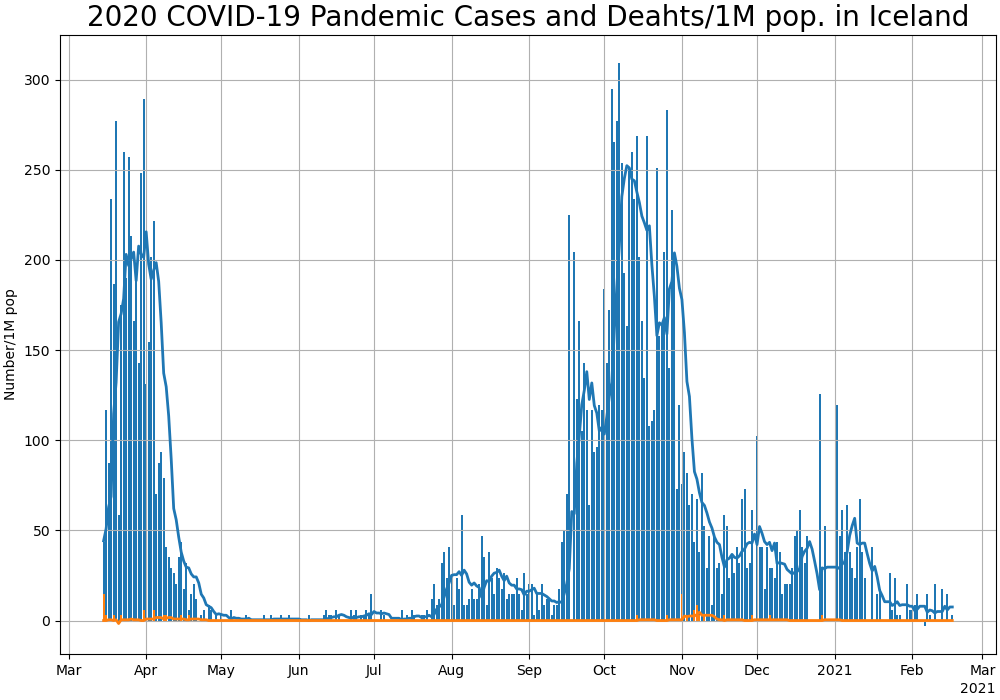 2020 COVID-19 Pandemic Cases and Deahts/1M pop. in Iceland
Number/1M pop
300
250
200
150
100
50
0
Mar Apr May Jun Jul Aug Sep Oct Nov Dec 2021 Feb Mar
2021